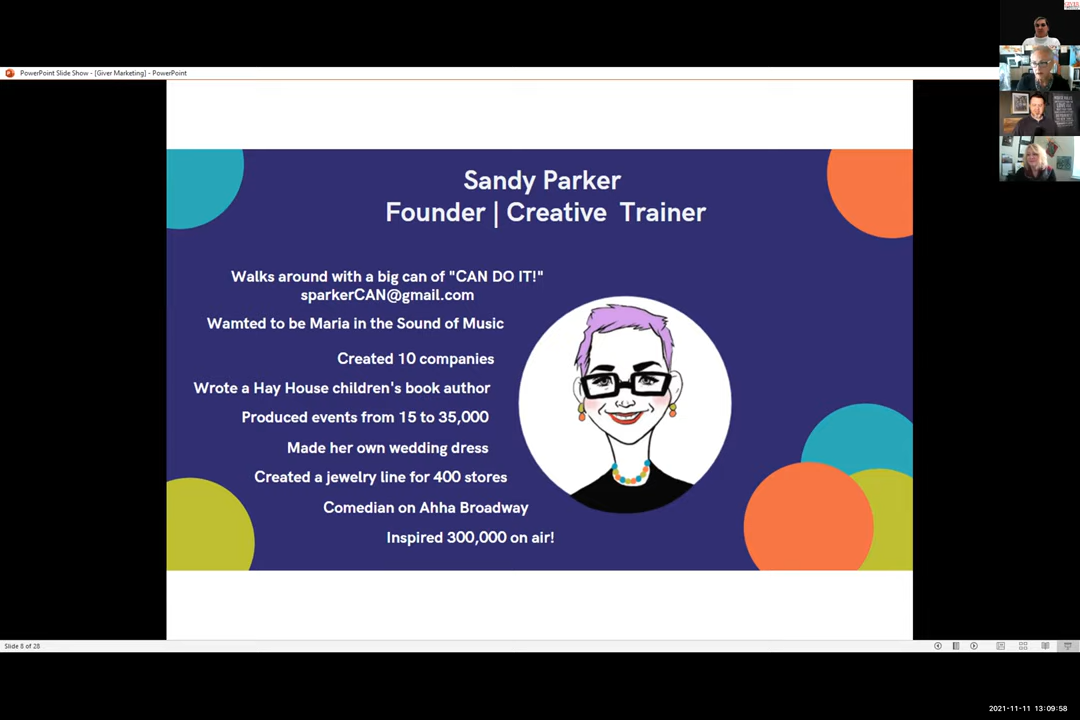 GIVER
PowerPoint Slide Show - [Giver Marketing] - PowerPoint
Sandy Parker
Founder | Creative Trainer
Walks around with a big can of "CAN DO IT!"
sparkerCAN@gmail.com
Wamted to be Maria in the Sound of Music
Created 10 companies
Wrote a Hay House children's book author
Produced events from 15 to 35,000
Made her own wedding dress
Created a jewelry line for 400 stores
Comedian on Ahha Broadway
Inspired 300,000 on air!
Slide 8 of 28
2021-11-11 13:09:58